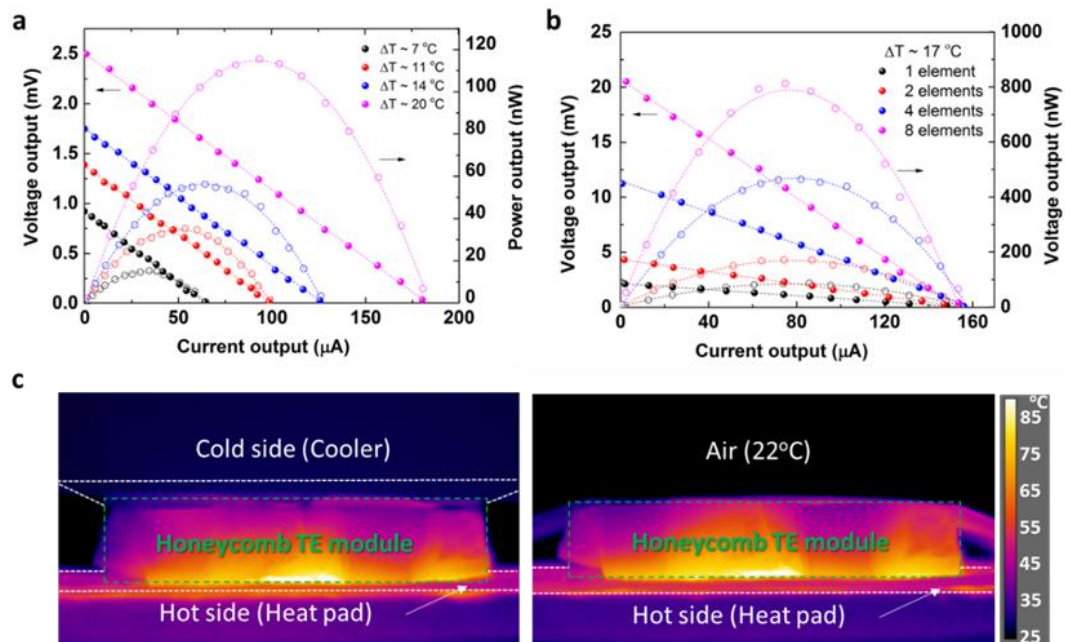 a
2.5
2.0
1.5
1.0
0.5
0.0
Voltage output (mV)
0
50
100
150
200
Current output (μA)
120
100
80
60
40
20
0
Power output (nW)
ΔT ~ 7 °C
ΔT ~ 11 °C
ΔT ~ 14 °C
ΔT ~ 20 °C
b
25
20
15
10
5
0
Voltage output (mV)
0
40
80
120
160
Current output (μA)
1000
800
600
400
200
0
Voltage output (mV)
ΔT ~ 17 °C
1 element
2 elements
4 elements
8 elements
c
Cold side (Cooler)
Honeycomb TE module
Hot side (Heat pad)
Air (22°C)
Honeycomb TE module
Hot side (Heat pad)
°C
85
75
65
55
45
35
25